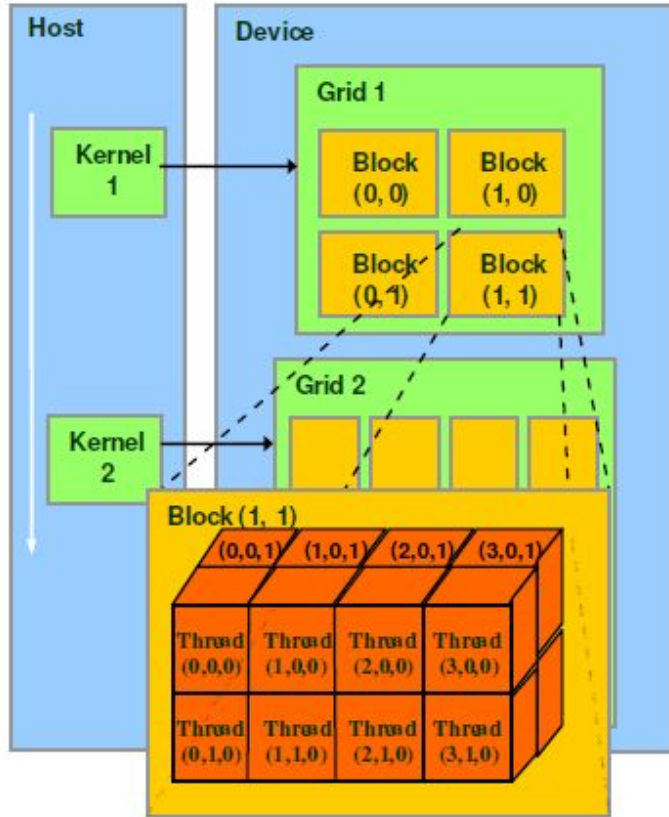 Host
Device
Grid 1
Kernel
1
Block
(0, 0)
Block
(1, 0)
Block
(0, 1)
Block
(1, 1)
Grid 2
Kernel
2
Block (1, 1)
(0,0,1)
(1,0,1)
(2,0,1)
(3,0,1)
Thread
(0,0,0)
Thread
(1,0,0)
Thread
(2,0,0)
Thread
(3,0,0)
Thread
(0,1,0)
Thread
(1,1,0)
Thread
(2,1,0)
Thread
(3,1,0)